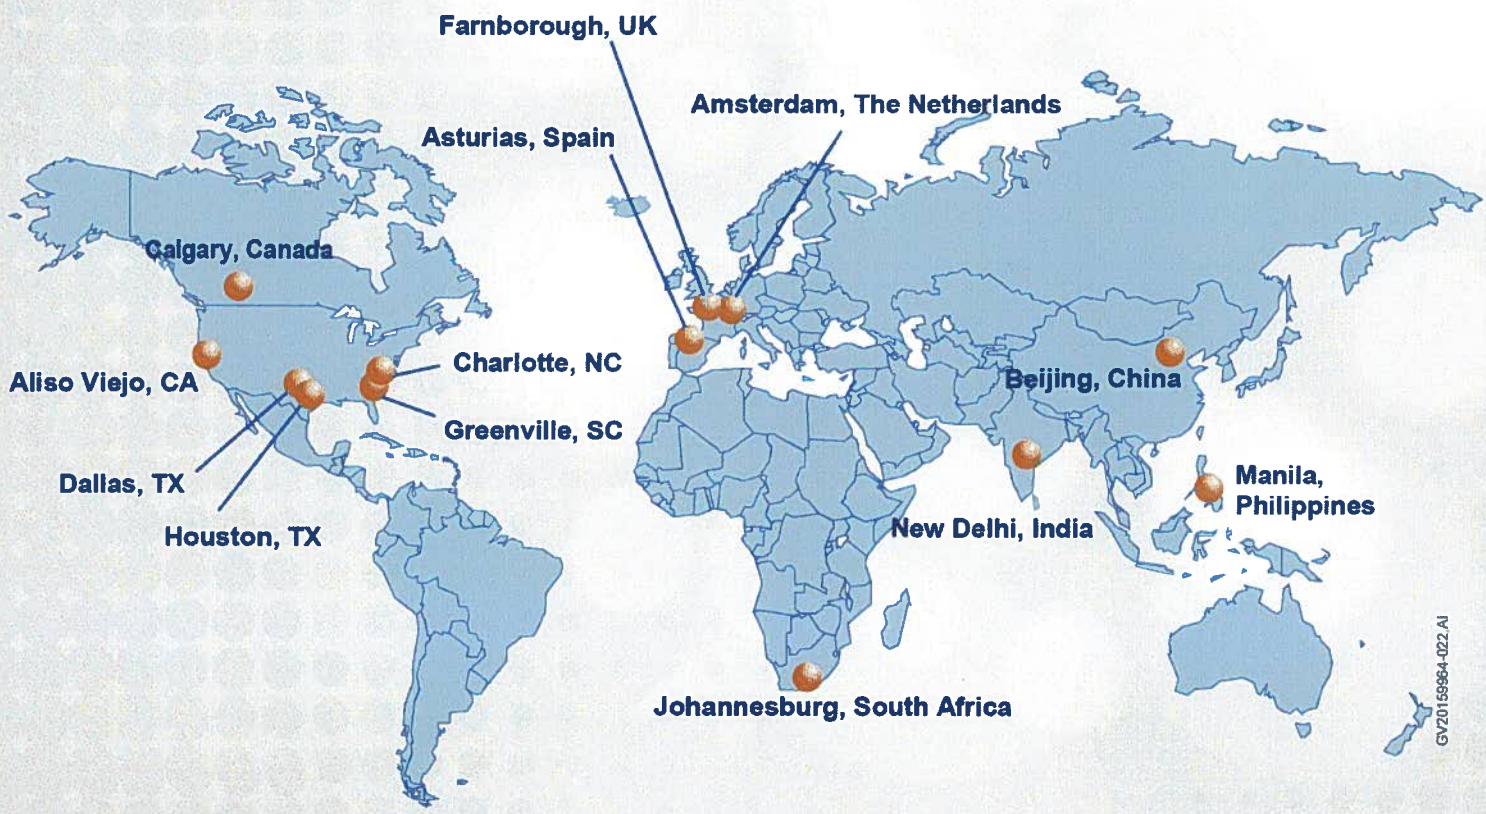 Farnborough, UK
Amsterdam, The Netherlands
Asturias, Spain
Calgary, Canada
Charlotte, NC
Aliso Viejo, CA
Beijing, China
Greenville, SC
Dallas, TX
Manila,
Philippines
Houston, TX
New Delhi, India
Johannesburg, South Africa
GV20159964-022.AI